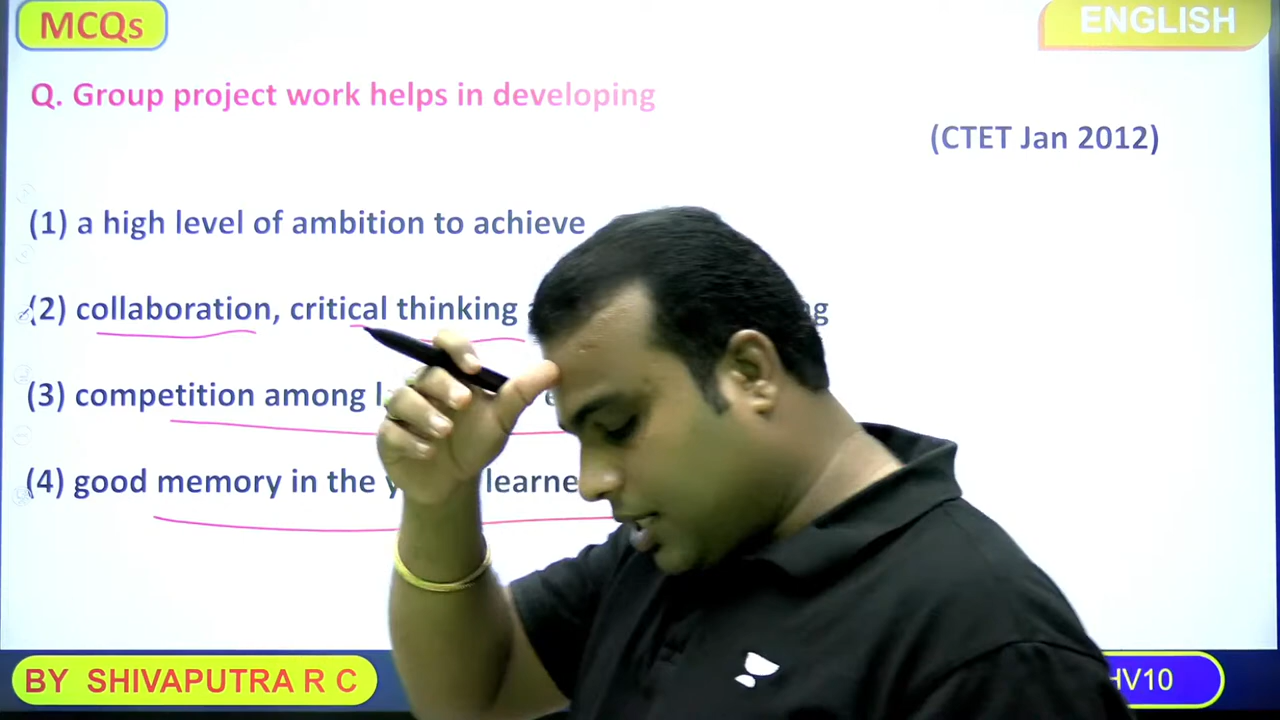 MCQs
ENGLISH
Q. Group project work helps in developing
(CTET Jan 2012)
(1) a high level of ambition to achieve
(2) collaboration, critical thinking
(3) competition among
(4) good memory in the
BY SHIVAPUTRA R C
HV10